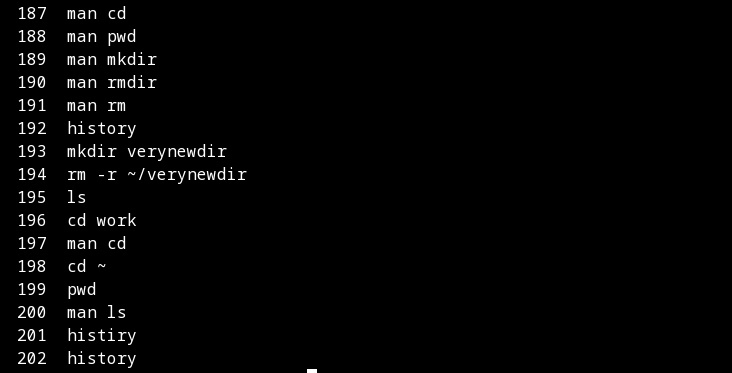 187  man cd
188  man pwd
189  man mkdir
190  man rmdir
191  man rm
192  history
193  mkdir verynewdir
194  rm -r ~/verynewdir
195  ls
196  cd work
197  man cd
198  cd ~
199  pwd
200  man ls
201  histiry
202  history